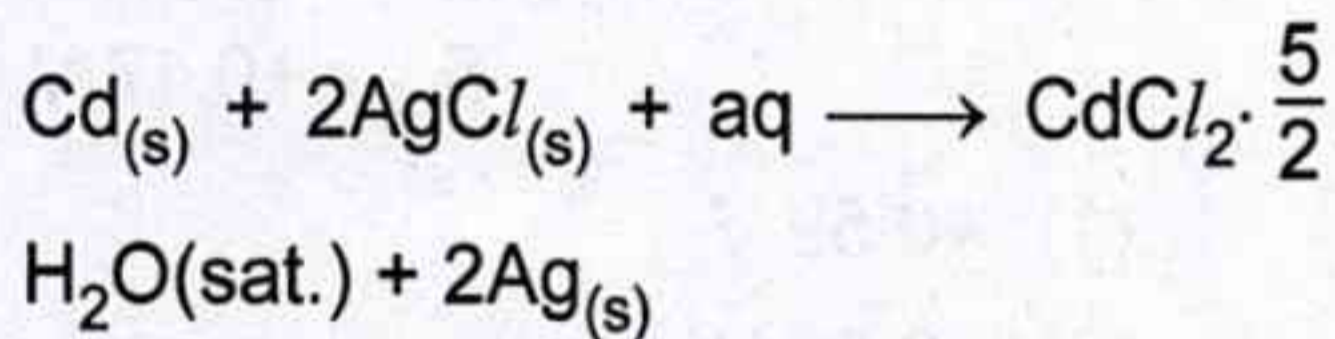 Cd(s) + 2AgCl(s) + aq ⟶ CdCl₂· 5/2
H₂O(sat.) + 2Ag(s)